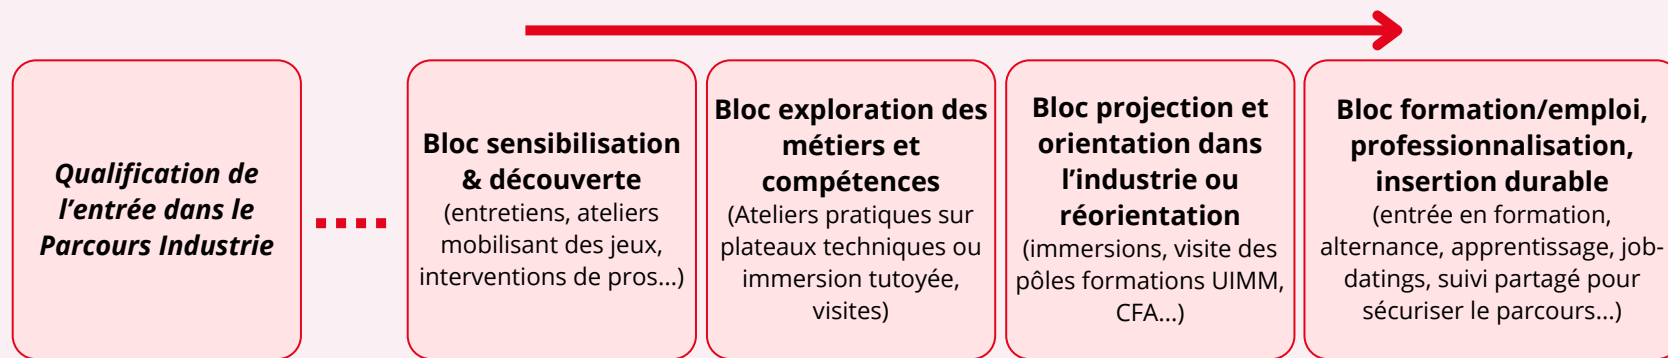 Qualification de
l'entrée dans le
Parcours Industrie
Bloc sensibilisation
& découverte
(entretiens, ateliers
mobilisant des jeux,
interventions de pros...)
Bloc exploration des
métiers et
compétences
(Ateliers pratiques sur
plateaux techniques ou
immersion tutoyée,
visites)
Bloc projection et
orientation dans
l'industrie ou
réorientation
(immersions, visite des
pôles formations UIMM,
CFA...)
Bloc formation/emploi,
professionnalisation,
insertion durable
(entrée en formation,
alternance, apprentissage, job-
datings, suivi partagé pour
sécuriser le parcours...)